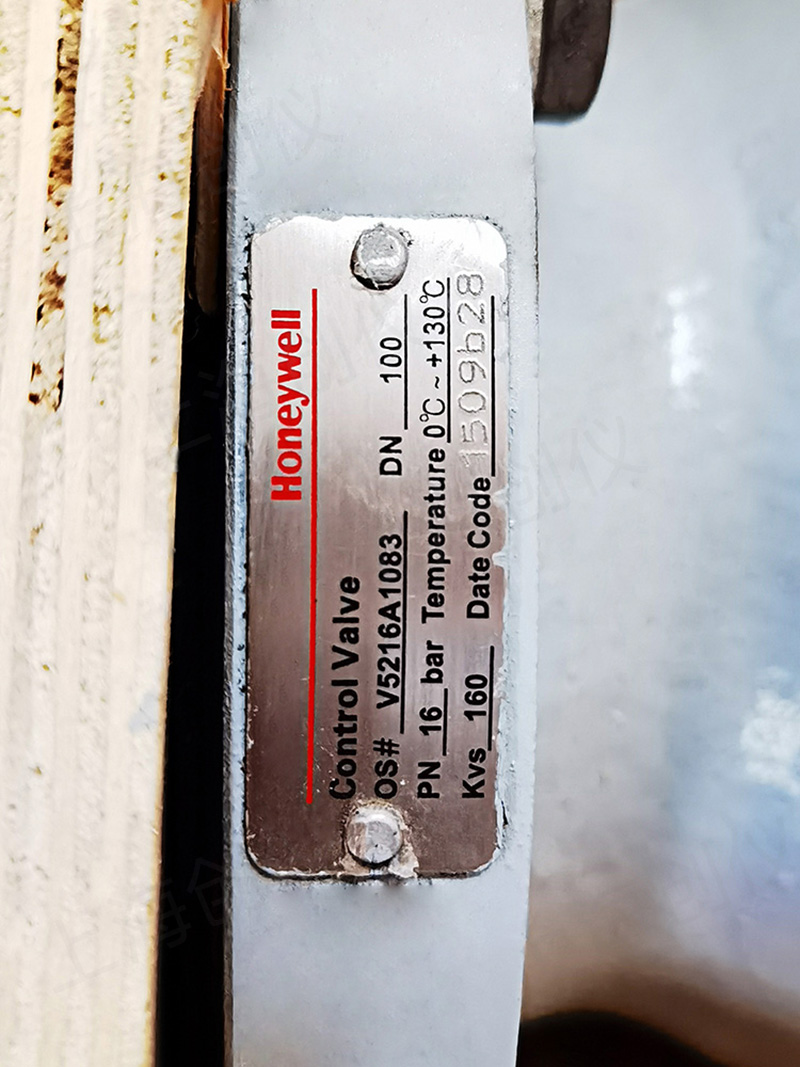 Honeywell
Control Valve
OS# V5216A1083 DN 100
PN 16 bar Temperature 0℃ ~ +130℃
Kvs 160 Date Code 1509b28